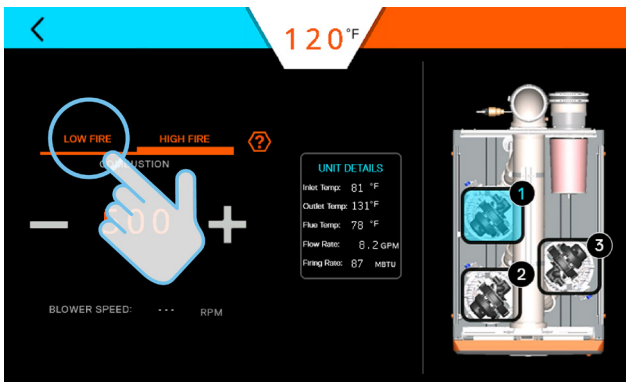 120°F
LOW FIRE
HIGH FIRE
?
UNIT DETAILS
Inlet Temp: 81 °F
Outlet Temp: 131°F
Flue Temp: 78 °F
Flow Rate: 8.2 GPM
Firing Rate: 87 MBTU
BLOWER SPEED: --- RPM
1
2
3